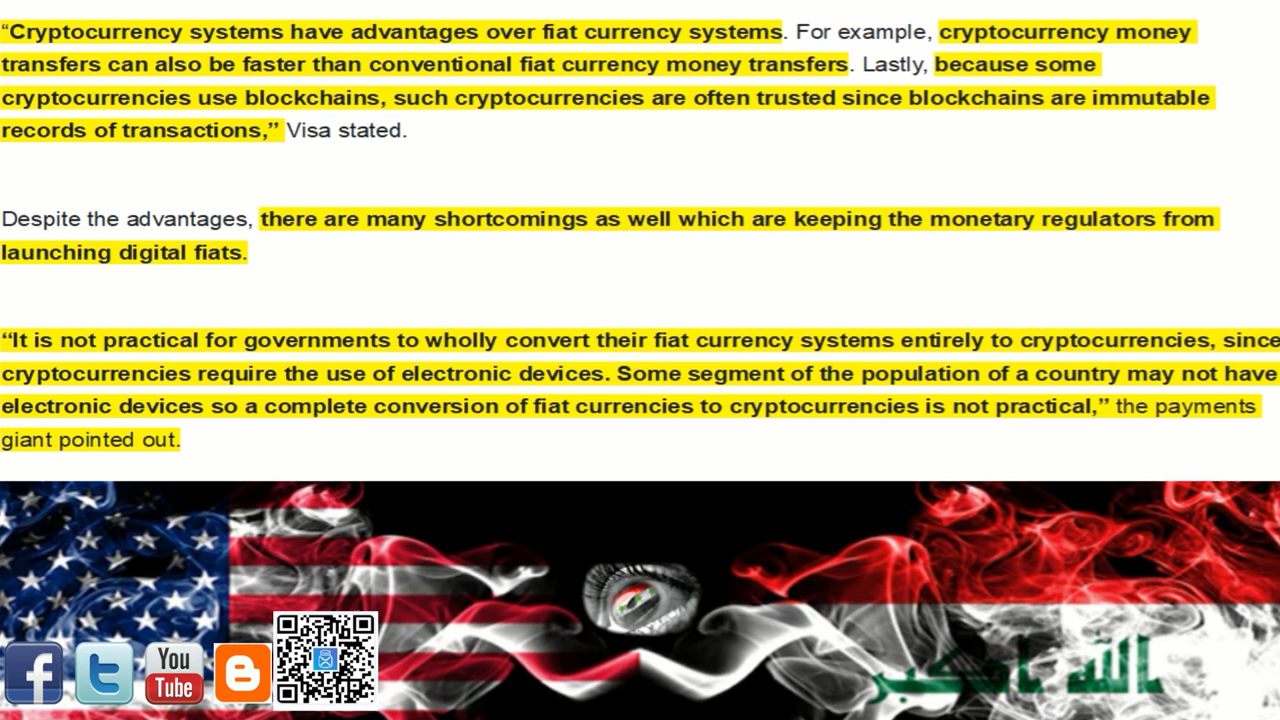 “Cryptocurrency systems have advantages over fiat currency systems. For example, cryptocurrency money
transfers can also be faster than conventional fiat currency money transfers. Lastly, because some
cryptocurrencies use blockchains, such cryptocurrencies are often trusted since blockchains are immutable
records of transactions,” Visa stated.
Despite the advantages, there are many shortcomings as well which are keeping the monetary regulators from
launching digital fiats.
“It is not practical for governments to wholly convert their fiat currency systems entirely to cryptocurrencies, since
cryptocurrencies require the use of electronic devices. Some segment of the population of a country may not have
electronic devices so a complete conversion of fiat currencies to cryptocurrencies is not practical,” the payments
giant pointed out.
الله اكبر
You
Tube